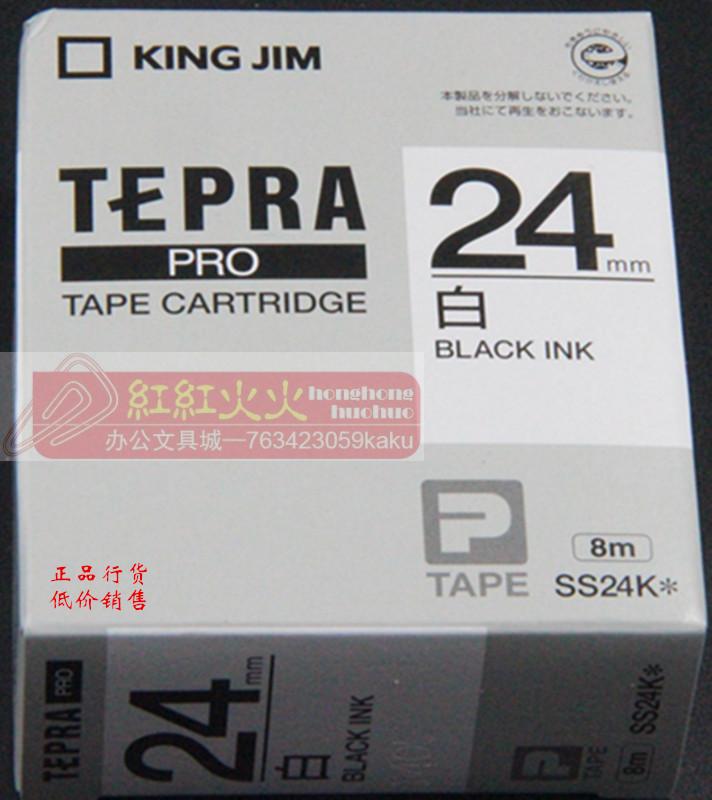 KING JIM
本製品を分解しないでください。
当社にて再生をおこないます。
TEPRA
PRO
TAPE CARTRIDGE
24mm
白
BLACK INK
紅紅火火
honghong
huohuo
办公文具城—763423059kaku
P
TAPE
8m
SS24K*
正品行货
低价销售
TEPRA PRO
24mm
白
BLACK INK
P
TAPE
8m
SS24K*